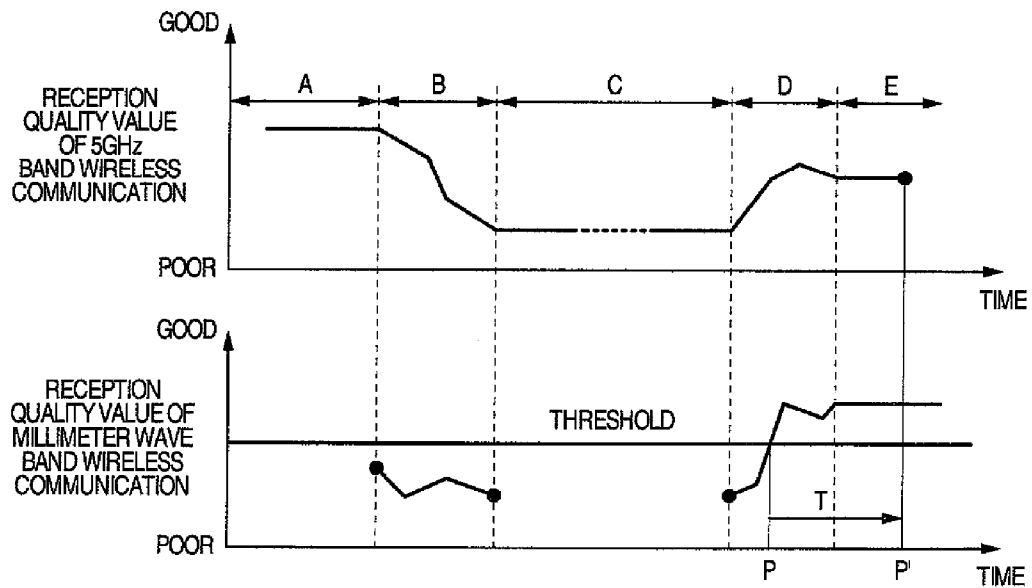 GOOD
A
B
C
D
E
RECEPTION
QUALITY VALUE
OF 5GHz
BAND WIRELESS
COMMUNICATION
POOR
TIME
GOOD
RECEPTION
QUALITY VALUE OF
MILLIMETER WAVE
BAND WIRELESS
COMMUNICATION
THRESHOLD
T
POOR
P
P'
TIME